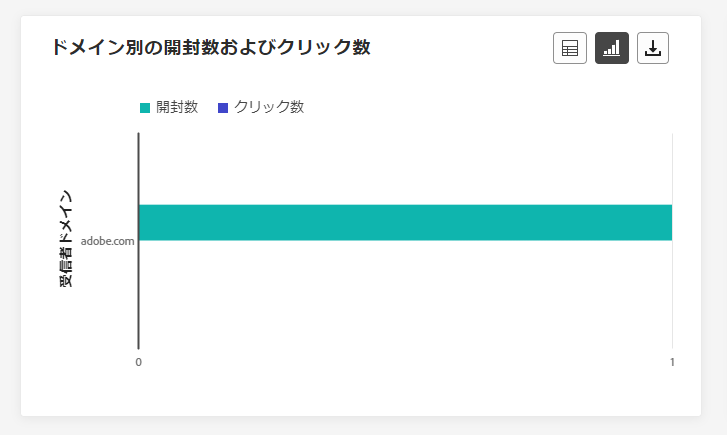 ドメイン別の開封数およびクリック数
開封数 クリック数
受信者ドメイン
adobe.com
0 1